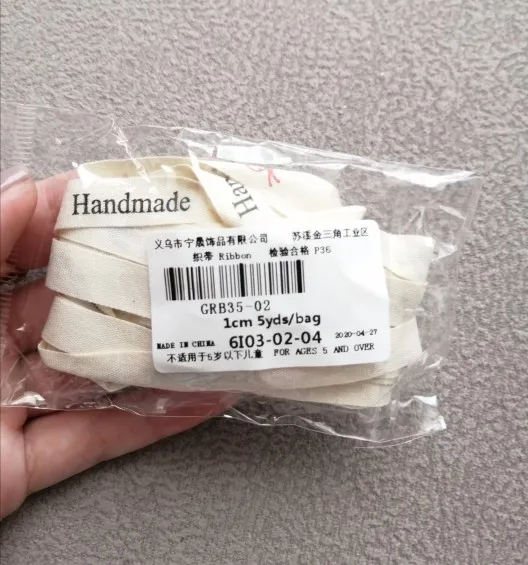 Handmade
Han
义乌市宁晟饰品有限公司 苏溪金三角工业区
织带 Ribbon 检验合格 P36
GRB35-02
1cm 5yds/bag
MADE IN CHINA 6I03-02-04 2020-04-27
不适用于5岁以下儿童 FOR AGES 5 AND OVER